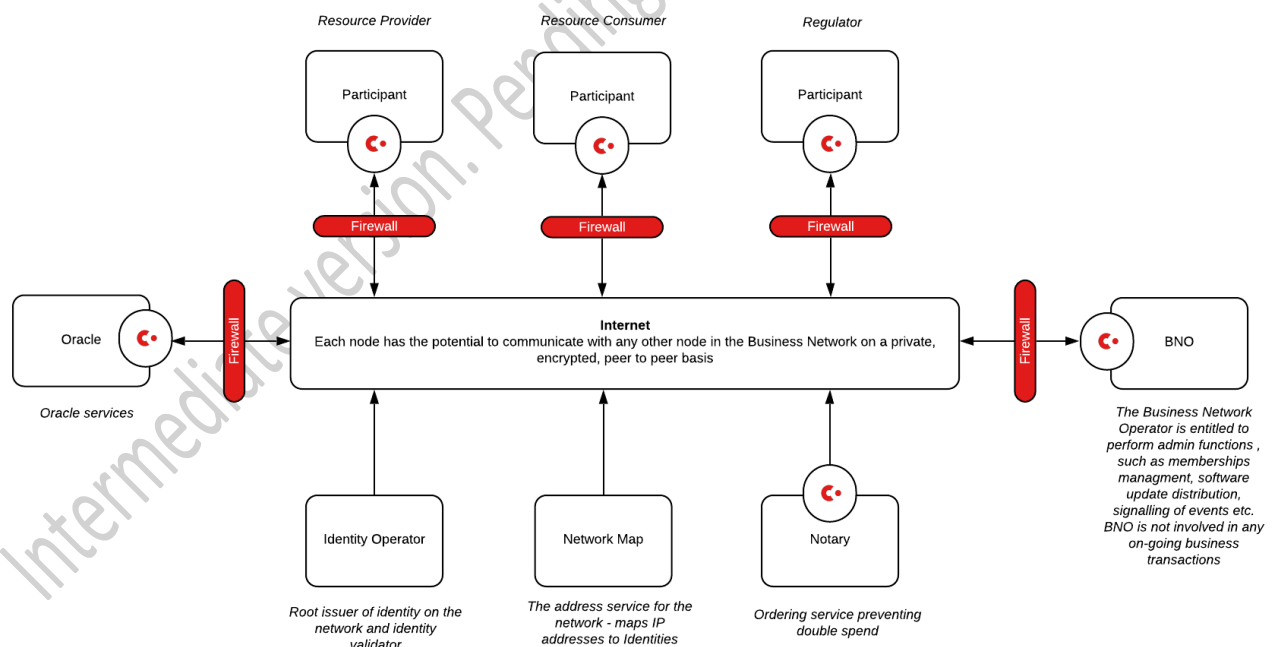 Resource Provider
Resource Consumer
Regulator
Participant
Participant
Participant
Firewall
Firewall
Firewall
Oracle
Firewall
Internet
Each node has the potential to communicate with any other node in the Business Network on a private,
encrypted, peer to peer basis
Firewall
BNO
Oracle services
The Business Network
Operator is entitled to
perform admin functions ,
such as memberships
managment, software
update distribution,
signalling of events etc.
BNO is not involved in any
on-going business
transactions
Identity Operator
Network Map
Notary
Root issuer of identity on the
network and identity
validator
The address service for the
network - maps IP
addresses to Identities
Ordering service preventing
double spend
Intermediate version. Pending